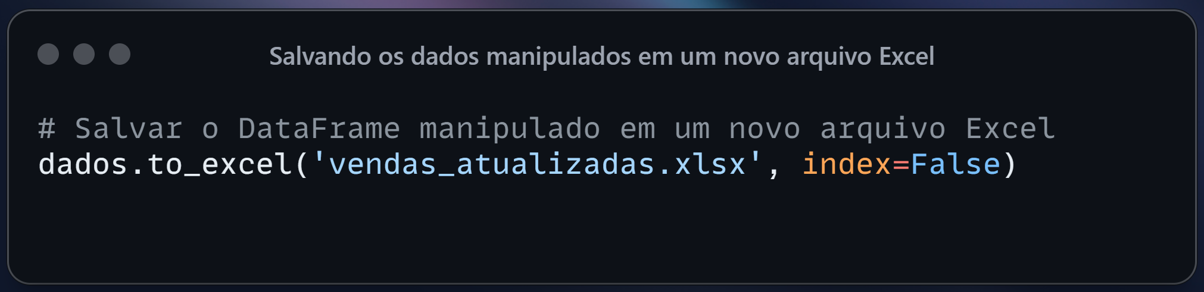 Salvando os dados manipulados em um novo arquivo Excel
# Salvar o DataFrame manipulado em um novo arquivo Excel
dados.to_excel('vendas_atualizadas.xlsx', index=False)